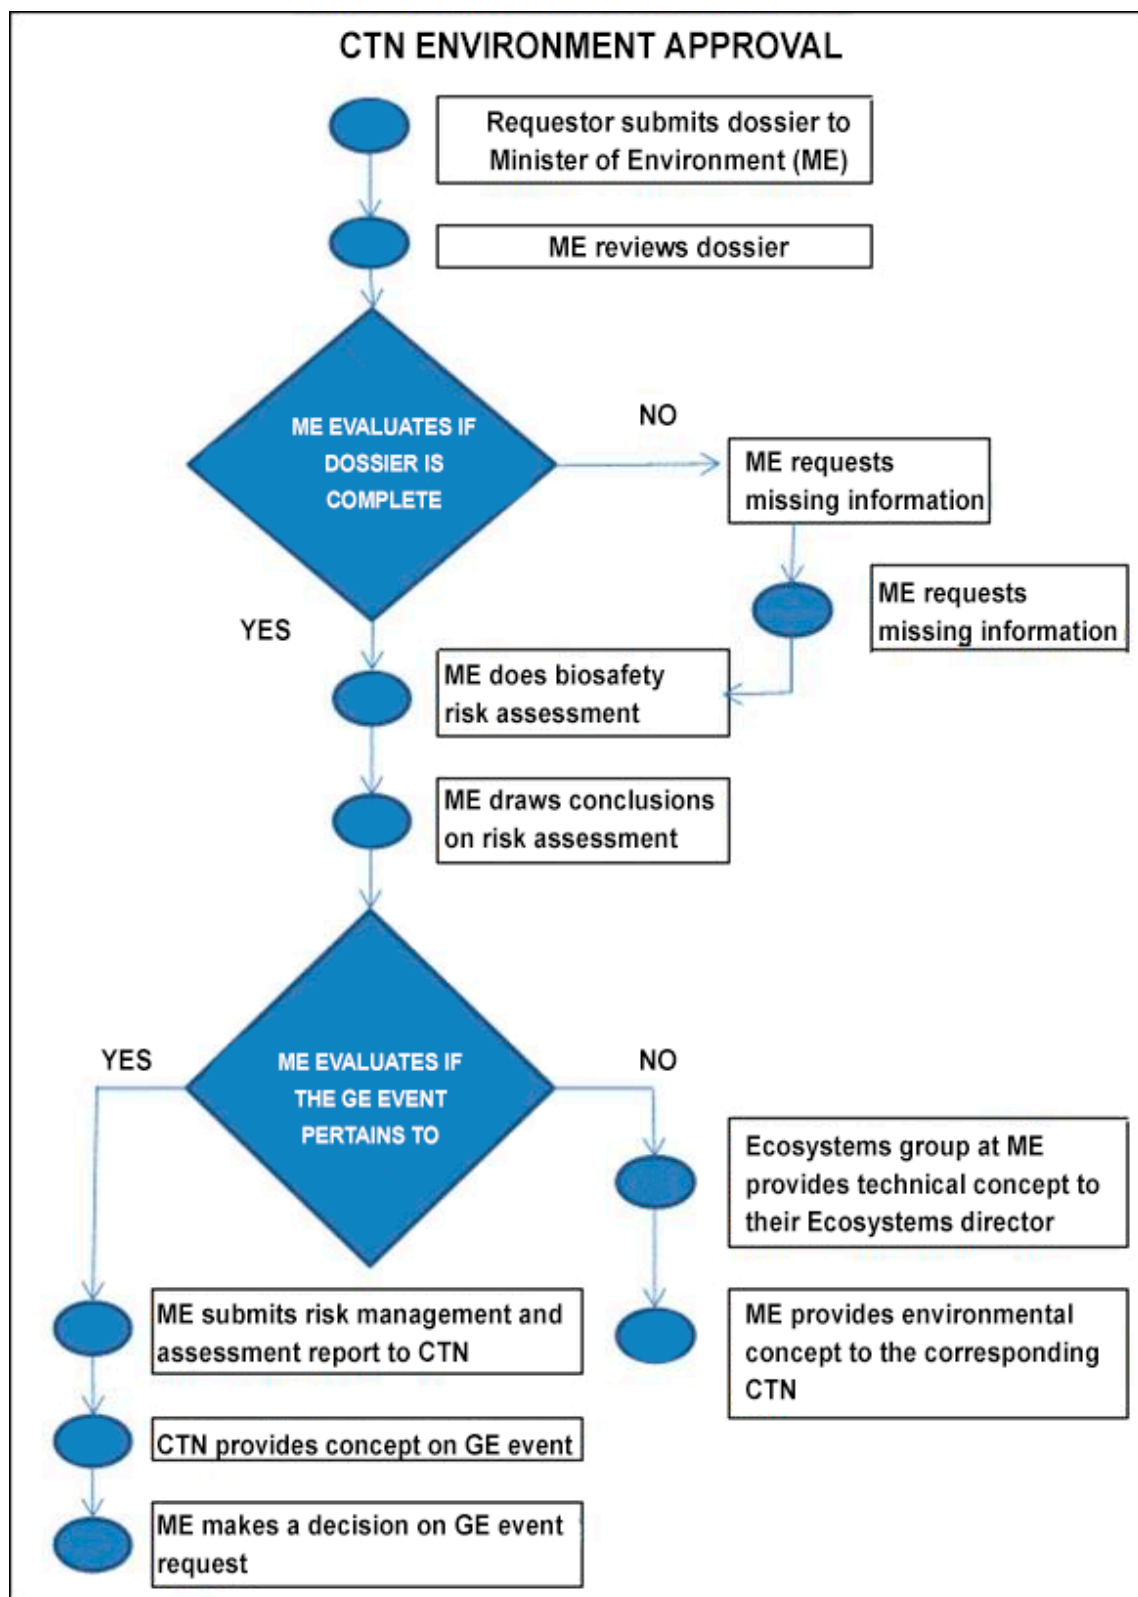 CTN ENVIRONMENT APPROVAL
Requestor submits dossier to
Minister of Environment (ME)
ME reviews dossier
ME EVALUATES IF
DOSSIER IS
COMPLETE
NO
ME requests
missing information
ME requests
missing information
YES
ME does biosafety
risk assessment
ME draws conclusions
on risk assessment
YES
ME EVALUATES IF
THE GE EVENT
PERTAINS TO
NO
Ecosystems group at ME
provides technical concept to
their Ecosystems director
ME submits risk management and
assessment report to CTN
ME provides environmental
concept to the corresponding
CTN
CTN provides concept on GE event
ME makes a decision on GE event
request